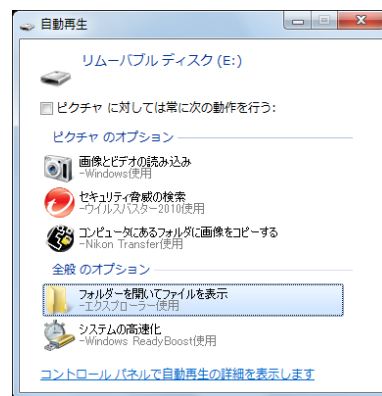 自動再生
リムーバブル ディスク (E:)
ピクチャ に対しては常に次の動作を行う:
ピクチャ のオプション
画像とビデオの読み込み
-Windows使用
セキュリティ脅威の検索
-ウイルスバスター2010使用
コンピュータにあるフォルダに画像をコピーする
-Nikon Transfer使用
全般 のオプション
フォルダーを開いてファイルを表示
-エクスプローラー使用
システムの高速化
-Windows ReadyBoost使用
コントロール パネルで自動再生の詳細を表示します